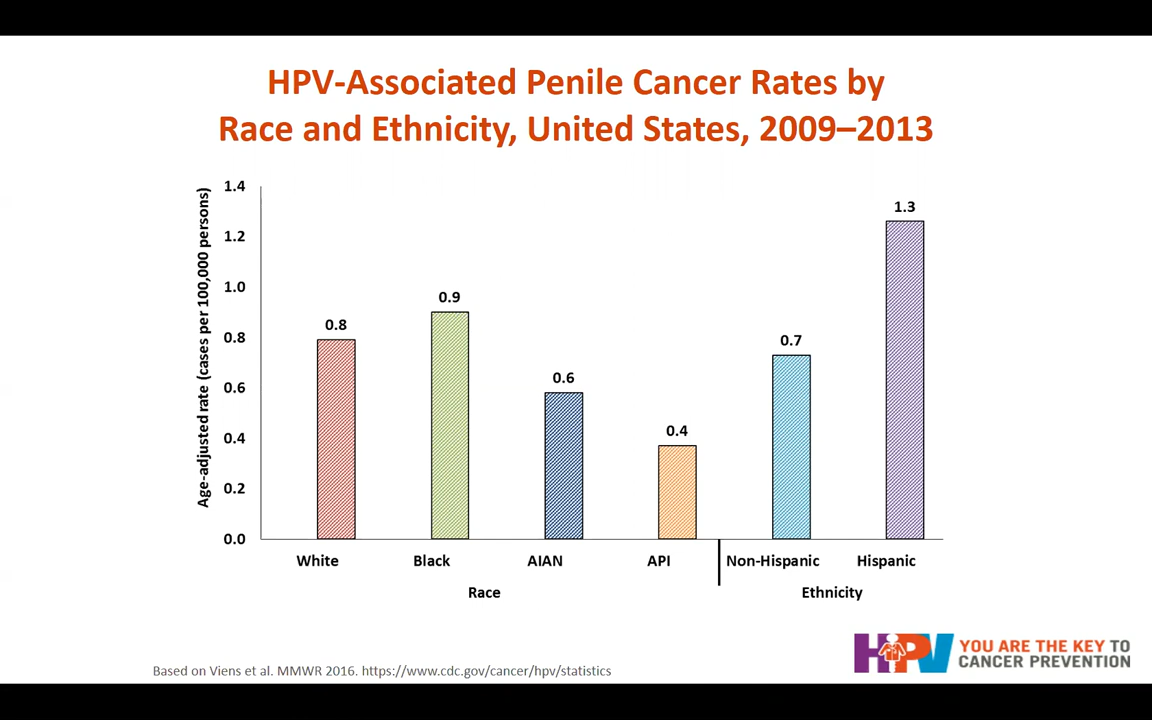 HPV-Associated Penile Cancer Rates by
Race and Ethnicity, United States, 2009–2013
Age-adjusted rate (cases per 100,000 persons)
1.4
1.2
1.0
0.8
0.6
0.4
0.2
0.0
0.8
0.9
0.6
0.4
0.7
1.3
White Black AIAN API Non-Hispanic Hispanic
Race Ethnicity
HPV YOU ARE THE KEY TO
CANCER PREVENTION
Based on Viens et al. MMWR 2016. https://www.cdc.gov/cancer/hpv/statistics